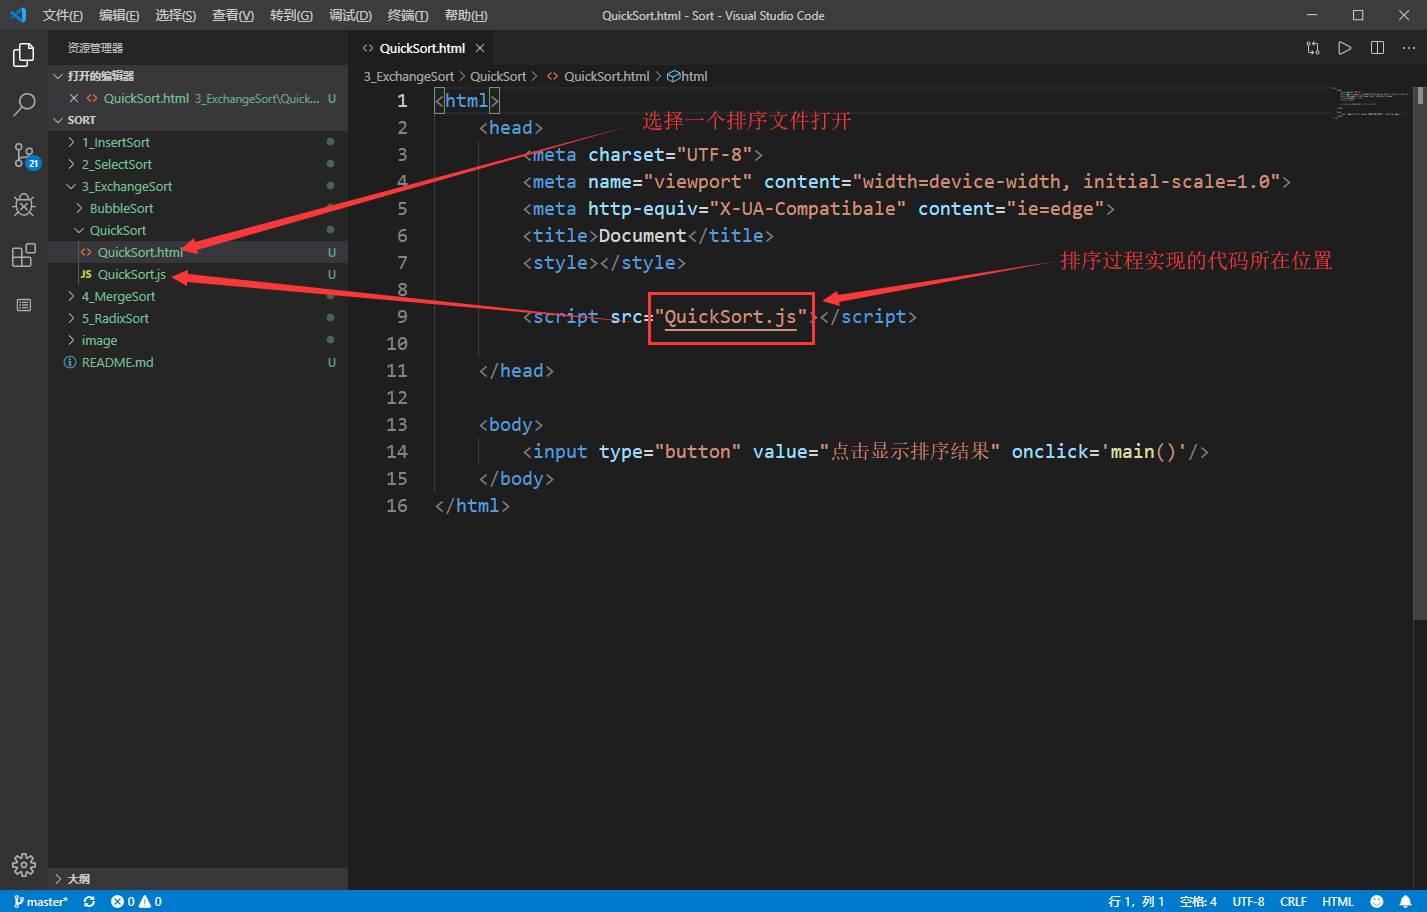 文件(F) 编辑(E) 选择(S) 查看(V) 转到(G) 调试(D) 终端(T) 帮助(H) QuickSort.html - Sort - Visual Studio Code
资源管理器
打开的编辑器
QuickSort.html 3_ExchangeSort\Quick... U
SORT
1_InsertSort
2_SelectSort
3_ExchangeSort
BubbleSort
QuickSort
QuickSort.html U
JS QuickSort.js U
4_MergeSort
5_RadixSort
image
README.md U
大纲
21
QuickSort.html
3_ExchangeSort > QuickSort > QuickSort.html > html
1 <html>
2 <head>
3 <meta charset="UTF-8">
4 <meta name="viewport" content="width=device-width, initial-scale=1.0">
5 <meta http-equiv="X-UA-Compatibale" content="ie=edge">
6 <title>Document</title>
7 <style></style>
8
9 <script src="QuickSort.js"></script>
10
11 </head>
12
13 <body>
14 <input type="button" value="点击显示排序结果" onclick='main()'/>
15 </body>
16 </html>
选择一个排序文件打开
排序过程实现的代码所在位置
master* 0 0 行 1，列 1 空格: 4 UTF-8 CRLF HTML